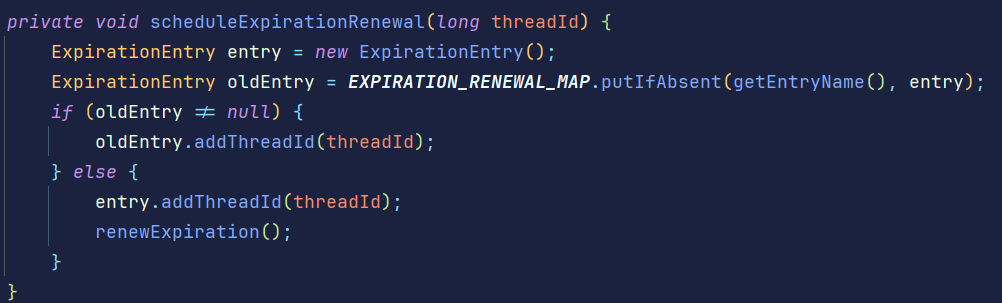 private void scheduleExpirationRenewal(long threadId) {
    ExpirationEntry entry = new ExpirationEntry();
    ExpirationEntry oldEntry = EXPIRATION_RENEWAL_MAP.putIfAbsent(getEntryName(), entry);
    if (oldEntry != null) {
        oldEntry.addThreadId(threadId);
    } else {
        entry.addThreadId(threadId);
        renewExpiration();
    }
}